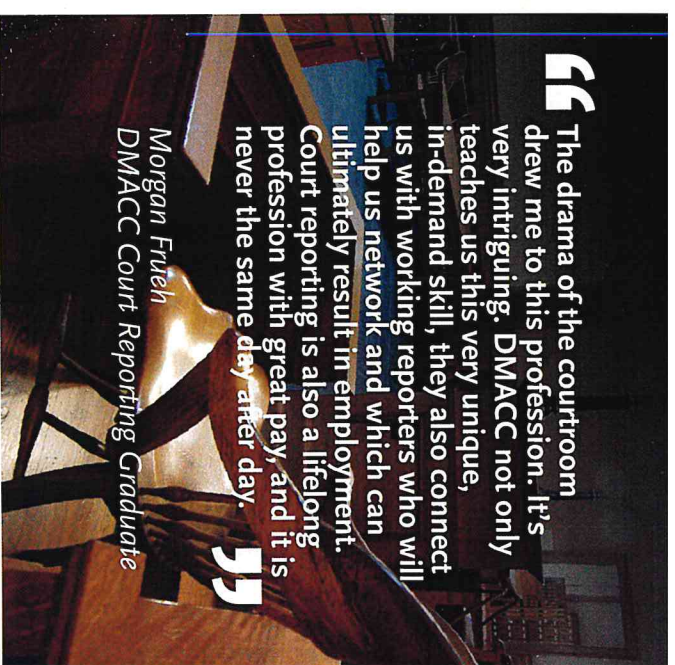 “The drama of the courtroom
drew me to this profession. It’s
very intriguing. DMACC not only
teaches us this very unique,
in-demand skill, they also connect
us with working reporters who will
help us network and which can
ultimately result in employment.
Court reporting is also a lifelong
profession with great pay, and it is
never the same day after day.”
Morgan Frueh
DMACC Court Reporting Graduate